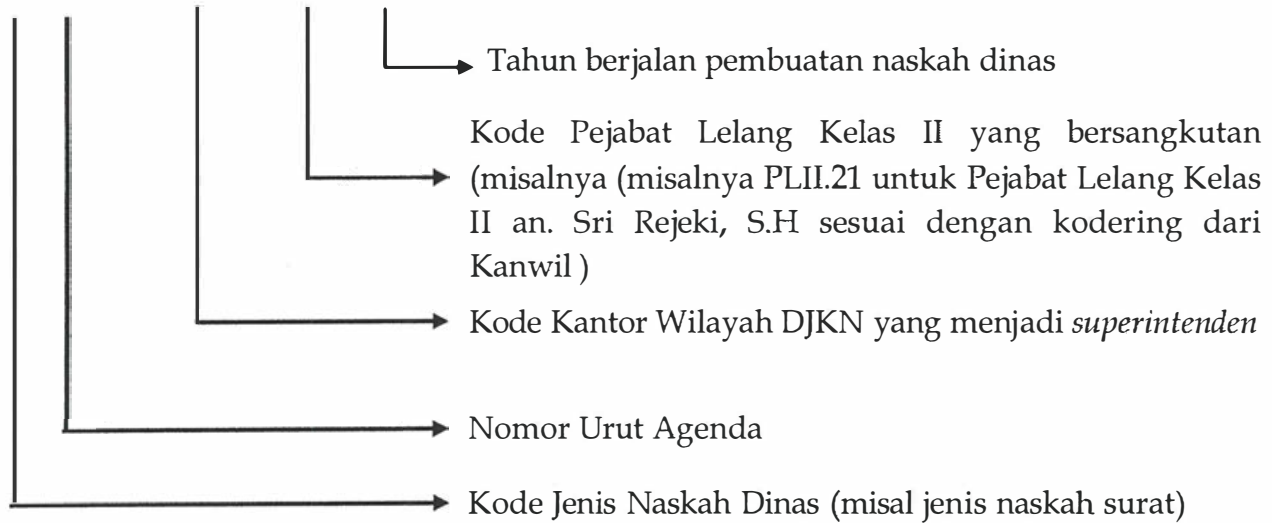 Tahun berjalan pembuatan naskah dinas
Kode Pejabat Lelang Kelas II yang bersangkutan
(misalnya (misalnya PLII.21 untuk Pejabat Lelang Kelas
II an. Sri Rejeki, S.H sesuai dengan kodering dari
Kanwil )
Kode Kantor Wilayah DJKN yang menjadi superintenden
Nomor Urut Agenda
Kode Jenis Naskah Dinas (misal jenis naskah surat)